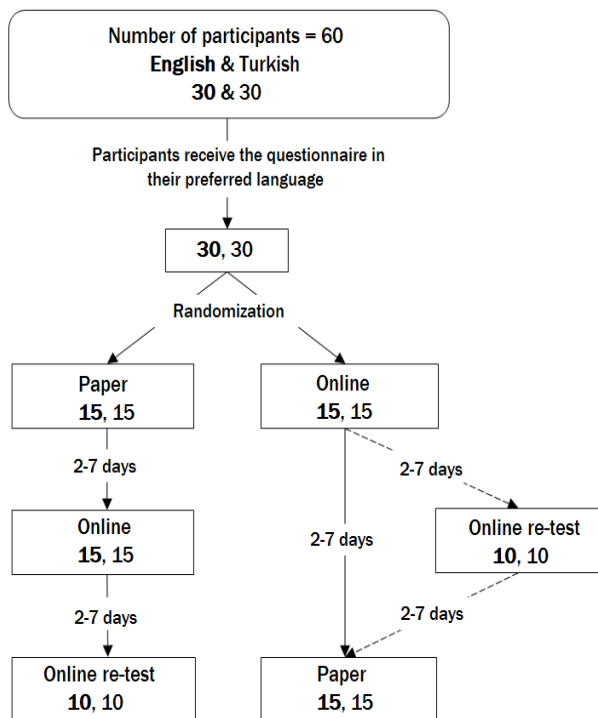 Number of participants = 60
English & Turkish
30 & 30
Participants receive the questionnaire in
their preferred language
30, 30
Randomization
Paper
15, 15
Online
15, 15
2-7 days
2-7 days
Online
15, 15
2-7 days
Online re-test
10, 10
2-7 days
2-7 days
Online re-test
10, 10
Paper
15, 15